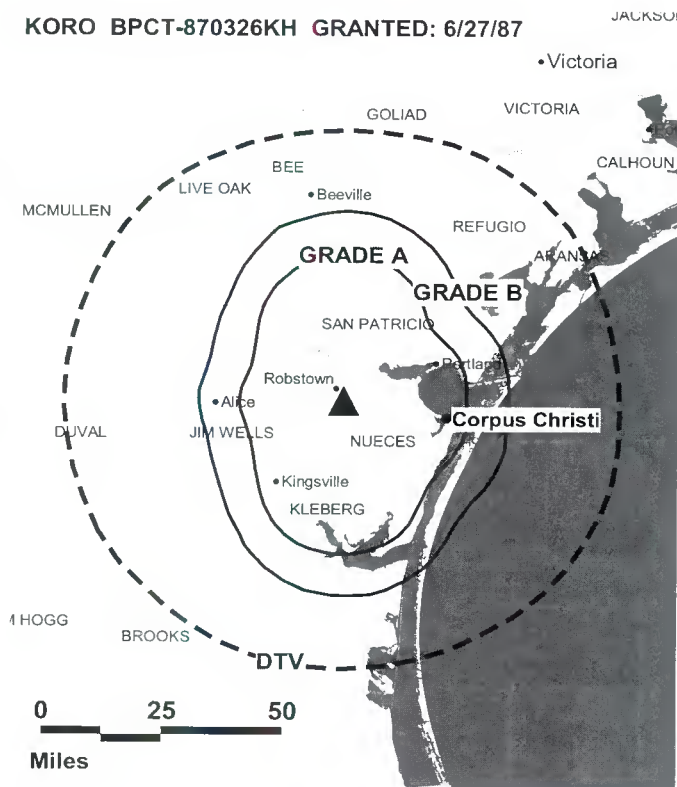 KORO BPCT-870326KH GRANTED: 6/27/87
Victoria
VICTORIA
GOLIAD
CALHOUN
BEE
LIVE OAK
Beeville
MCMULLEN
REFUGIO
ARANSAS
GRADE A
GRADE B
SAN PATRICIO
Portland
Robstown
Alice
Corpus Christi
DUVAL
JIM WELLS
NUECES
Kingsville
KLEBERG
HOGG
BROOKS
DTV
0 25 50
Miles